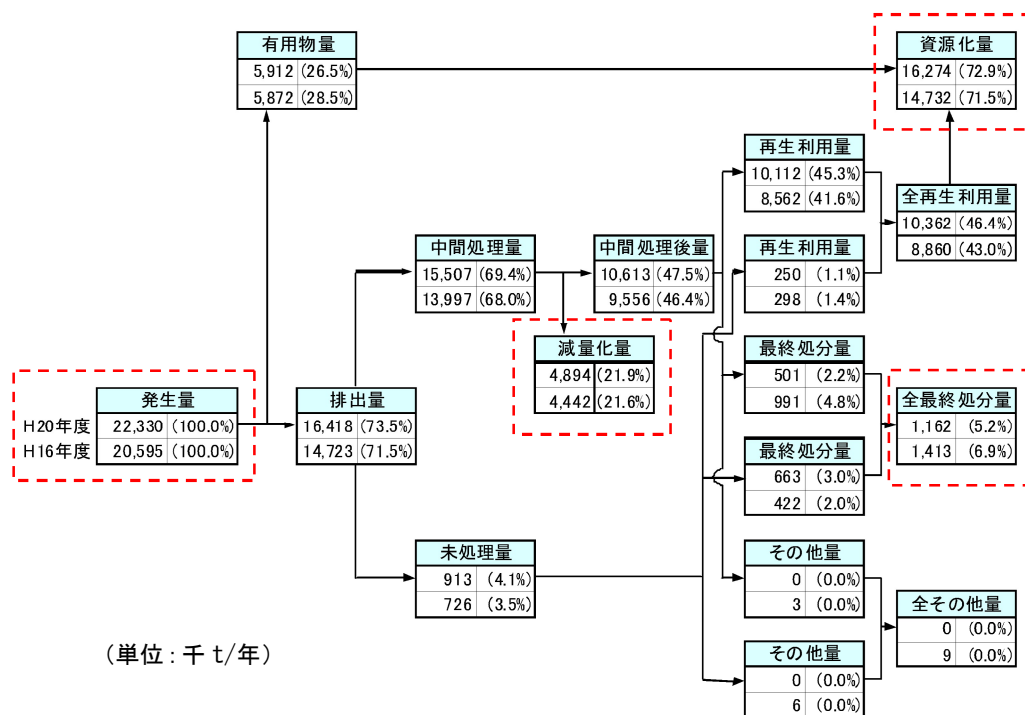 有用物量
5,912 (26.5%)
5,872 (28.5%)
資源化量
16,274 (72.9%)
14,732 (71.5%)
再生利用量
10,112 (45.3%)
8,562 (41.6%)
全再生利用量
10,362 (46.4%)
8,860 (43.0%)
中間処理量
15,507 (69.4%)
13,997 (68.0%)
中間処理後量
10,613 (47.5%)
9,556 (46.4%)
再生利用量
250 (1.1%)
298 (1.4%)
減量化量
4,894 (21.9%)
4,442 (21.6%)
最終処分量
501 (2.2%)
991 (4.8%)
発生量
H20年度 22,330 (100.0%)
H16年度 20,595 (100.0%)
排出量
16,418 (73.5%)
14,723 (71.5%)
全最終処分量
1,162 (5.2%)
1,413 (6.9%)
最終処分量
663 (3.0%)
422 (2.0%)
未処理量
913 (4.1%)
726 (3.5%)
その他量
0 (0.0%)
3 (0.0%)
全その他量
0 (0.0%)
9 (0.0%)
その他量
0 (0.0%)
6 (0.0%)
(単位:千t/年)